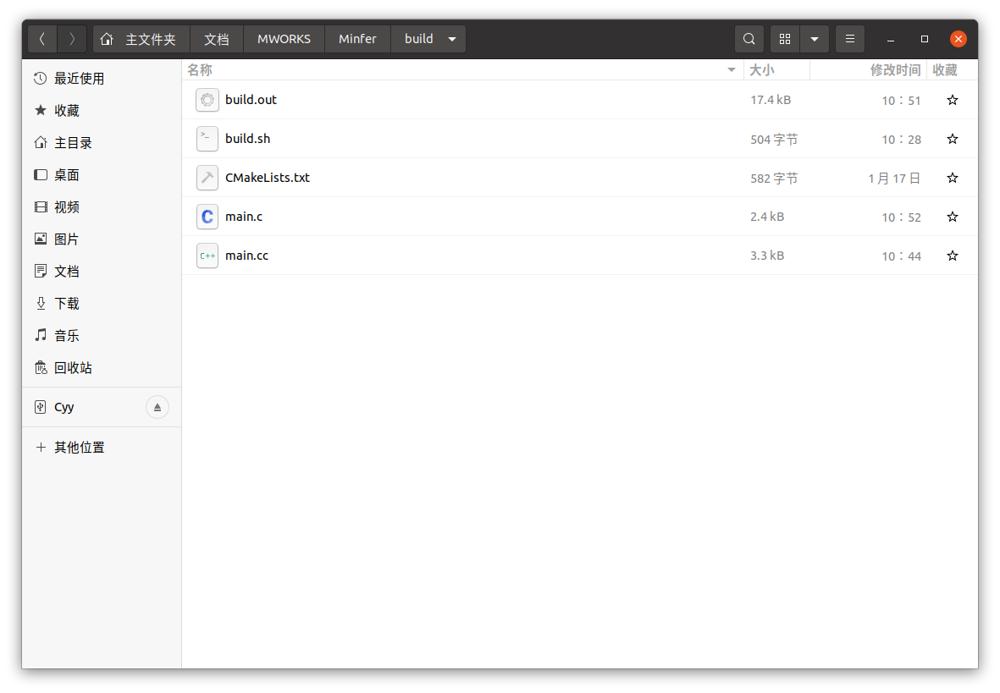 主文件夹 文档 MWORKS Minfer build
名称 大小 修改时间 收藏
最近使用
收藏
主目录
桌面
视频
图片
文档
下载
音乐
回收站
Cyy
其他位置
build.out 17.4 kB 10：51
build.sh 504 字节 10：28
CMakeLists.txt 582 字节 1 月 17 日
main.c 2.4 kB 10：52
main.cc 3.3 kB 10：44